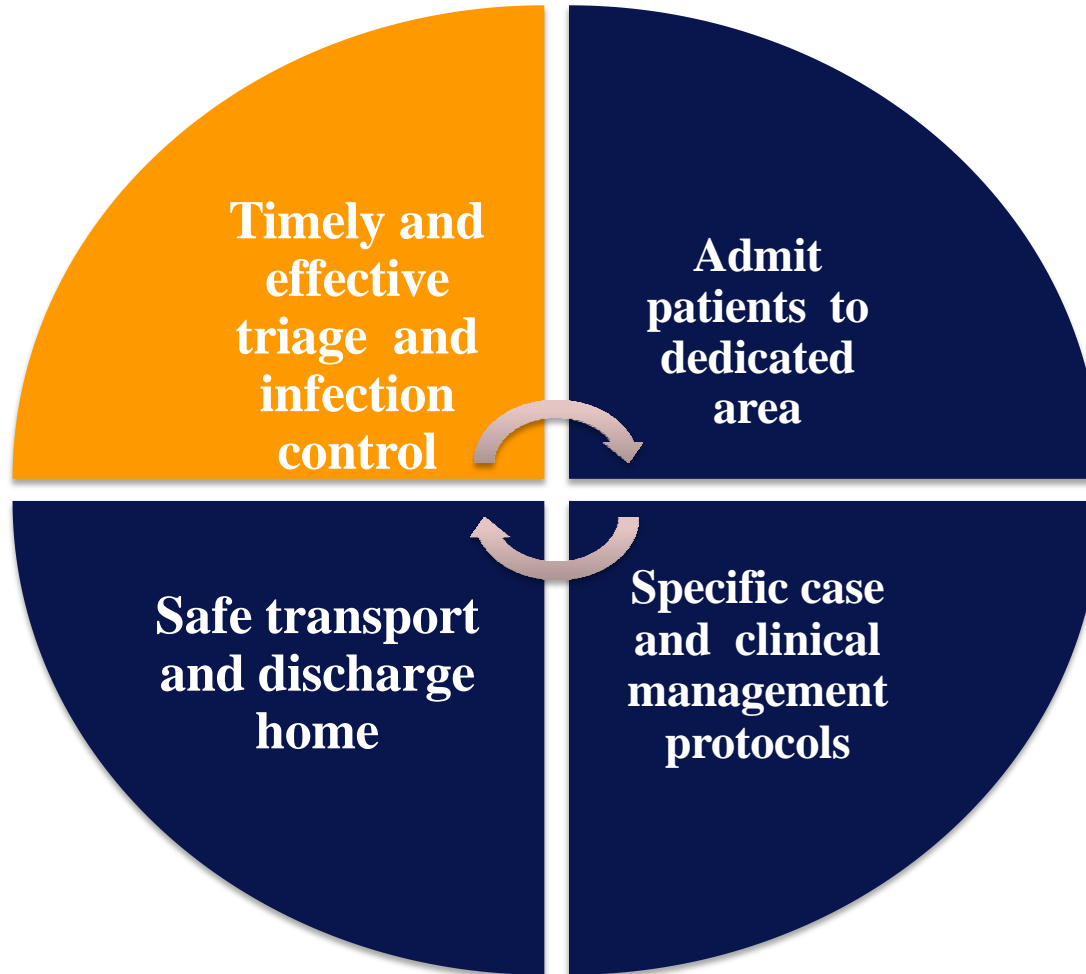 Timely and
effective
triage and
infection
control
Admit
patients to
dedicated
area
Safe transport
and discharge
home
Specific case
and clinical
management
protocols